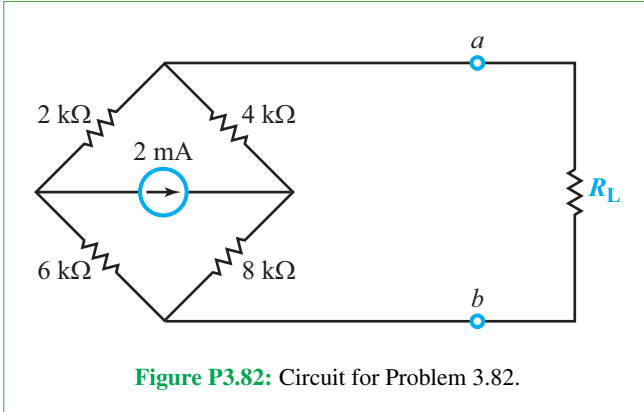 a
2 kΩ
4 kΩ
2 mA
R_L
6 kΩ
8 kΩ
b
Figure P3.82: Circuit for Problem 3.82.